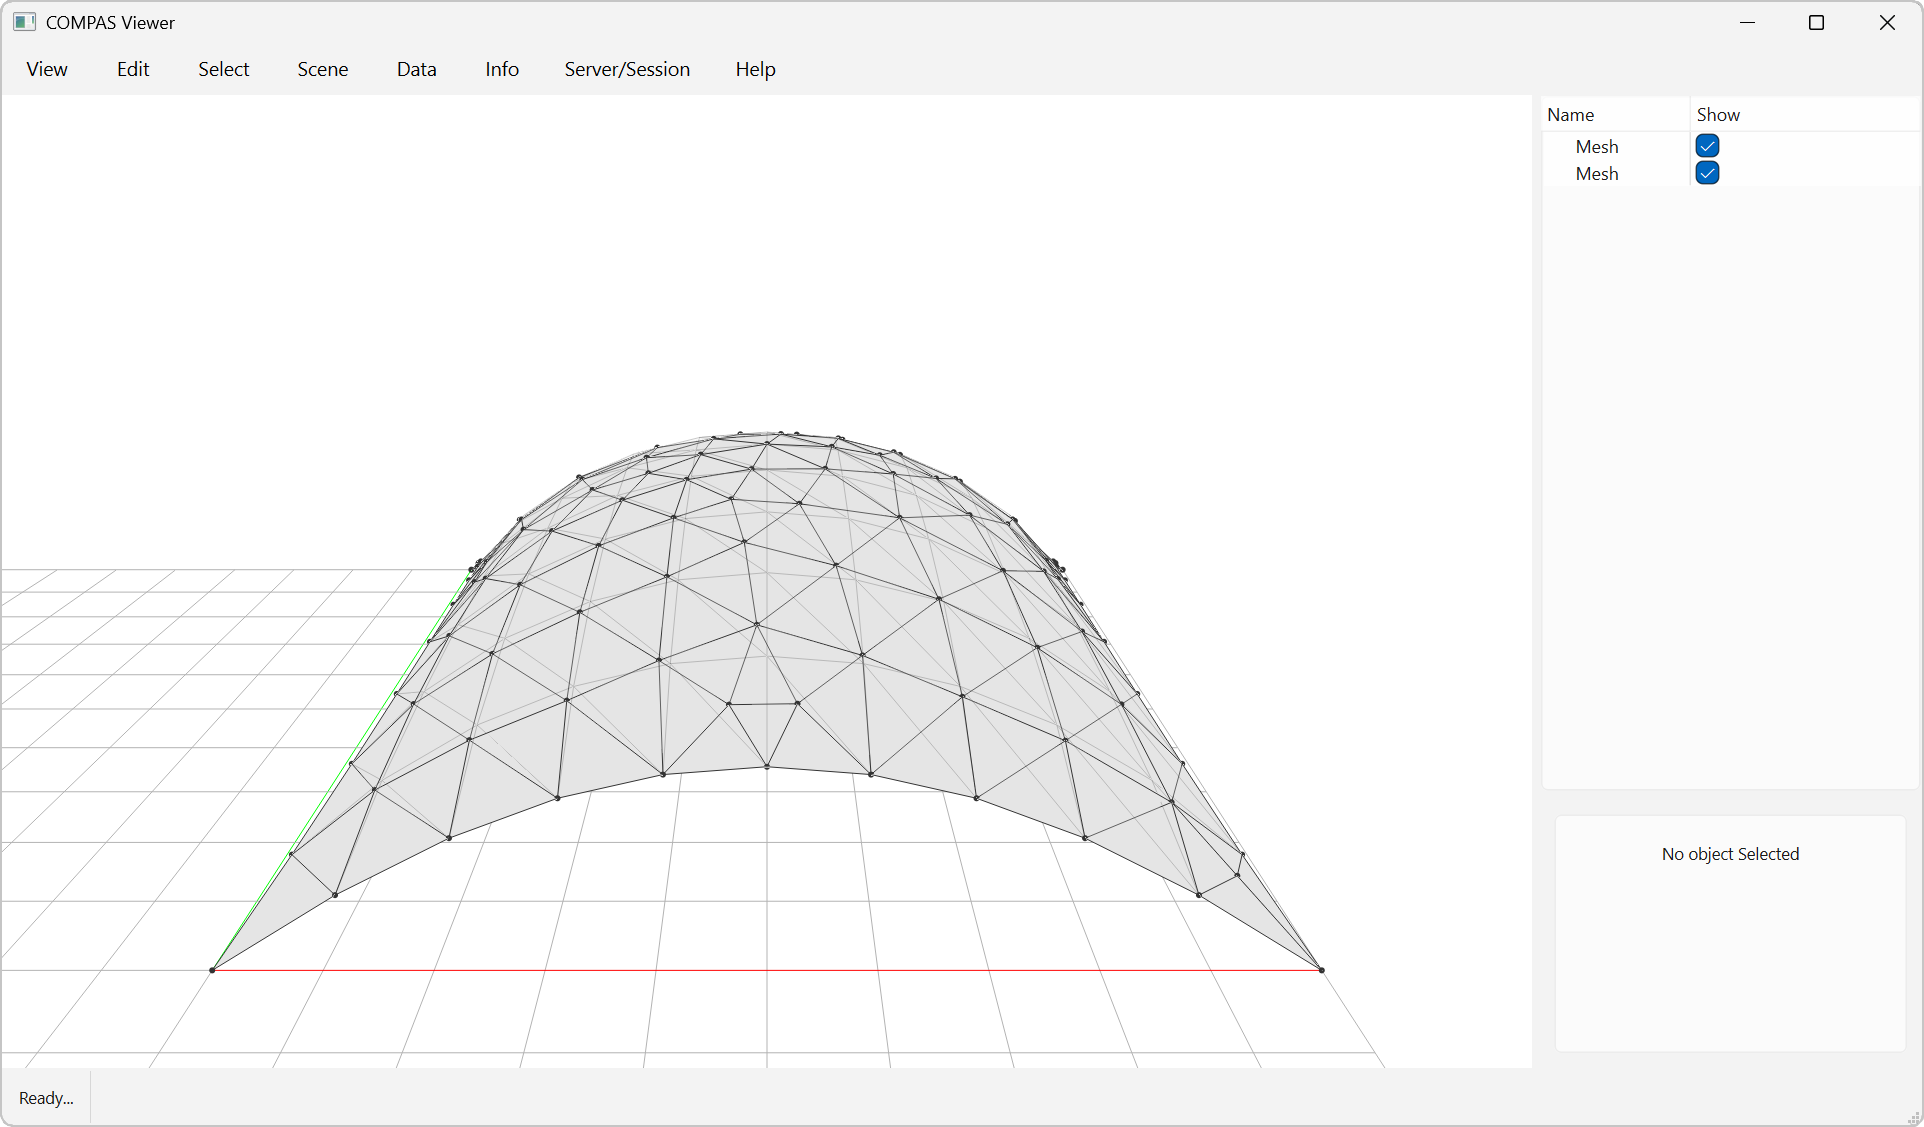 COMPAS Viewer
View Edit Select Scene Data Info Server/Session Help
Name Show
Mesh
Mesh
No object Selected
Ready...